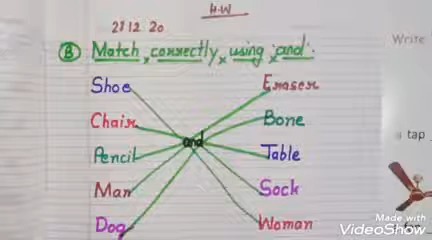 H.W
21 12 20
B Match correctly using 'and'.
Shoe Eraser
Chair Bone
Pencil and Table
Man Sock
Dog Woman
Write
a tap
Made with
VideoShow